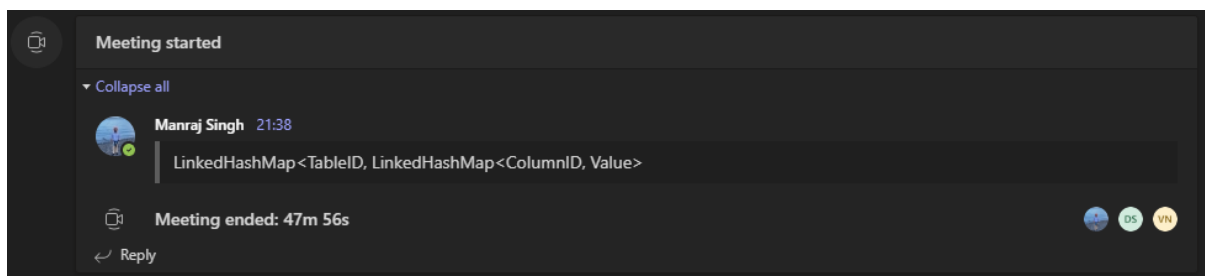 Meeting started
Collapse all
Manraj Singh 21:38
LinkedHashMap<TableID, LinkedHashMap<ColumnID, Value>
Meeting ended: 47m 56s
DS VN
Reply